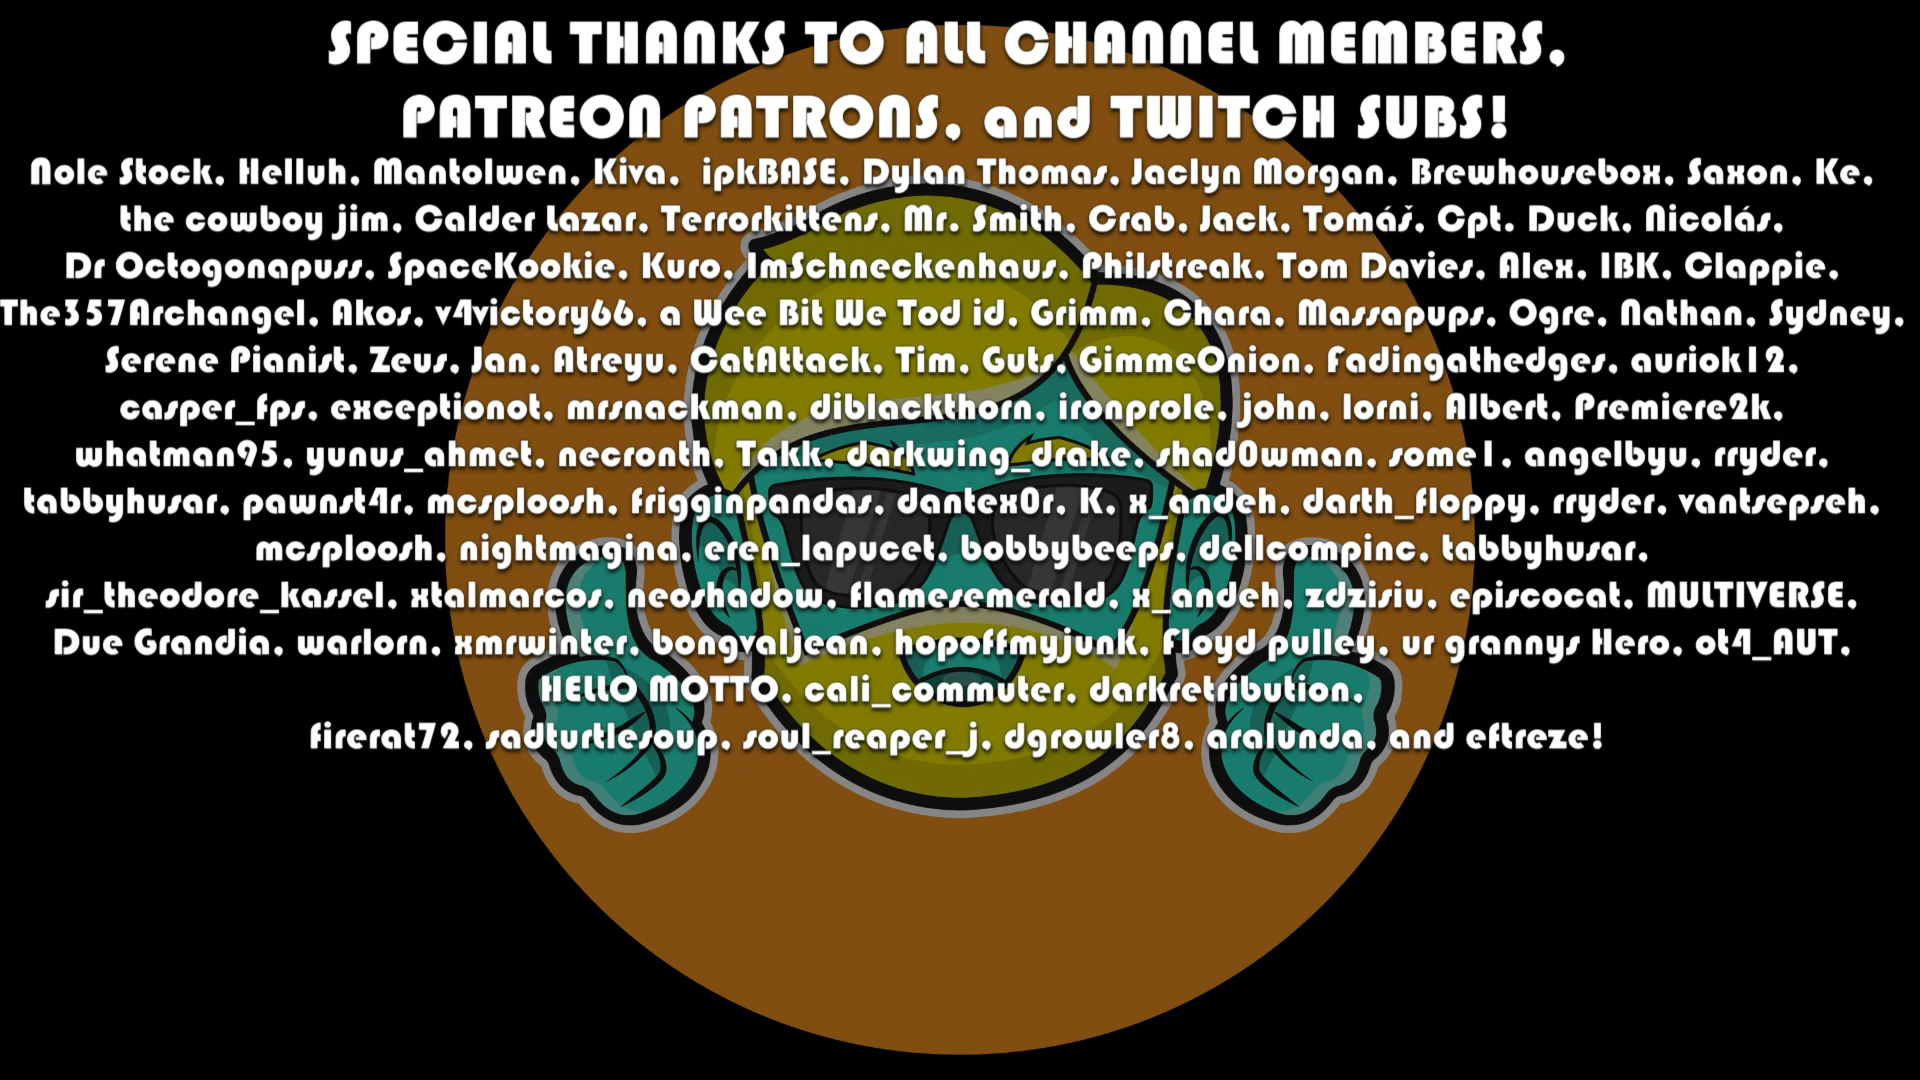 SPECIAL THANKS TO ALL CHANNEL MEMBERS,
PATREON PATRONS, and TWITCH SUBS!
Nole Stock, Helluh, Mantolwen, Kiva,  ipkBASE, Dylan Thomas, Jaclyn Morgan, Brewhousebox, Saxon, Ke,
the cowboy jim, Calder Lazar, Terrorkittens, Mr. Smith, Crab, Jack, Tomáš, Cpt. Duck, Nicolás,
Dr Octogonapuss, SpaceKookie, Kuro, ImSchneckenhaus, Philstreak, Tom Davies, Alex, IBK, Clappie,
The357Archangel, Akos, v4victory66, a Wee Bit We Tod id, Grimm, Chara, Massapups, Ogre, Nathan, Sydney,
Serene Pianist, Zeus, Jan, Atreyu, CatAttack, Tim, Guts, GimmeOnion, Fadingathedges, auriok12,
casper_fps, exceptionot, mrsnackman, diblackthorn, ironprole, john, lorni, Albert, Premiere2k,
whatman95, yunus_ahmet, necronth, Takk, darkwing_drake, shad0wman, some1, angelbyu, rryder,
tabbyhusar, pawnst4r, mcsploosh, frigginpandas, dantex0r, K, x_andeh, darth_floppy, rryder, vantsepseh,
mcsploosh, nightmagina, eren_lapucet, bobbybeeps, dellcompinc, tabbyhusar,
sir_theodore_kassel, xtalmarcos, neoshadow, flamesemerald, x_andeh, zdzisiu, episcocat, MULTIVERSE,
Due Grandia, warlorn, xmrwinter, bongvaljean, hopoffmyjunk, Floyd pulley, ur grannys Hero, ot4_AUT,
HELLO MOTTO, cali_commuter, darkretribution,
firerat72, sadturtlesoup, soul_reaper_j, dgrowler8, aralunda, and eftreze!